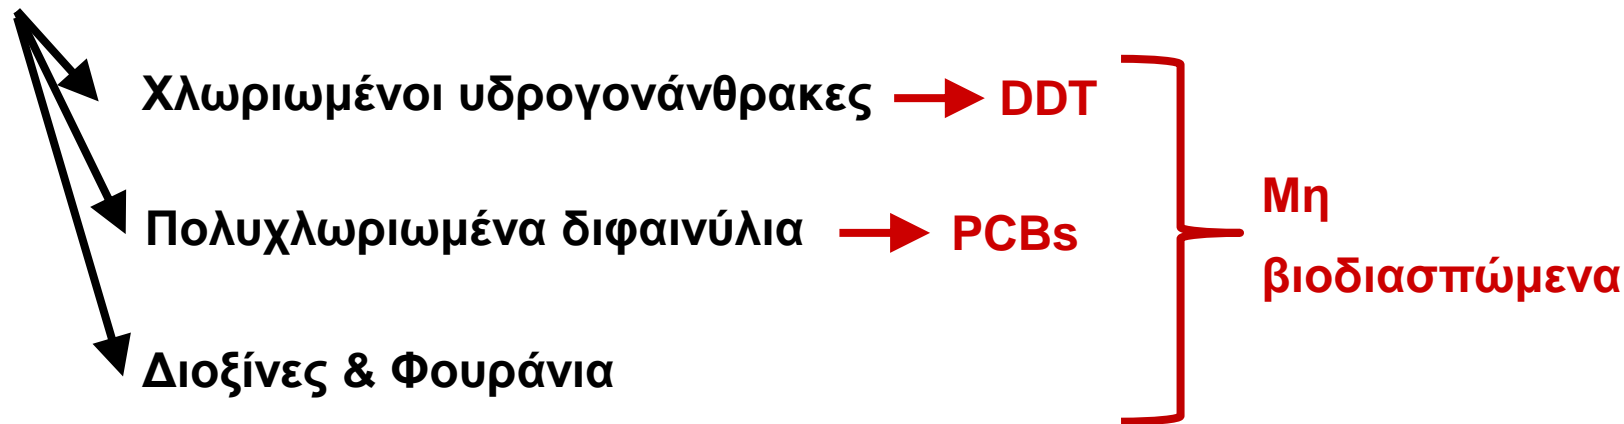 Χλωριωμένοι υδρογονάνθρακες DDT
Πολυχλωριωμένα διφαινύλια PCBs
Μη
βιοδιασπώμενα
Διοξίνες & Φουράνια